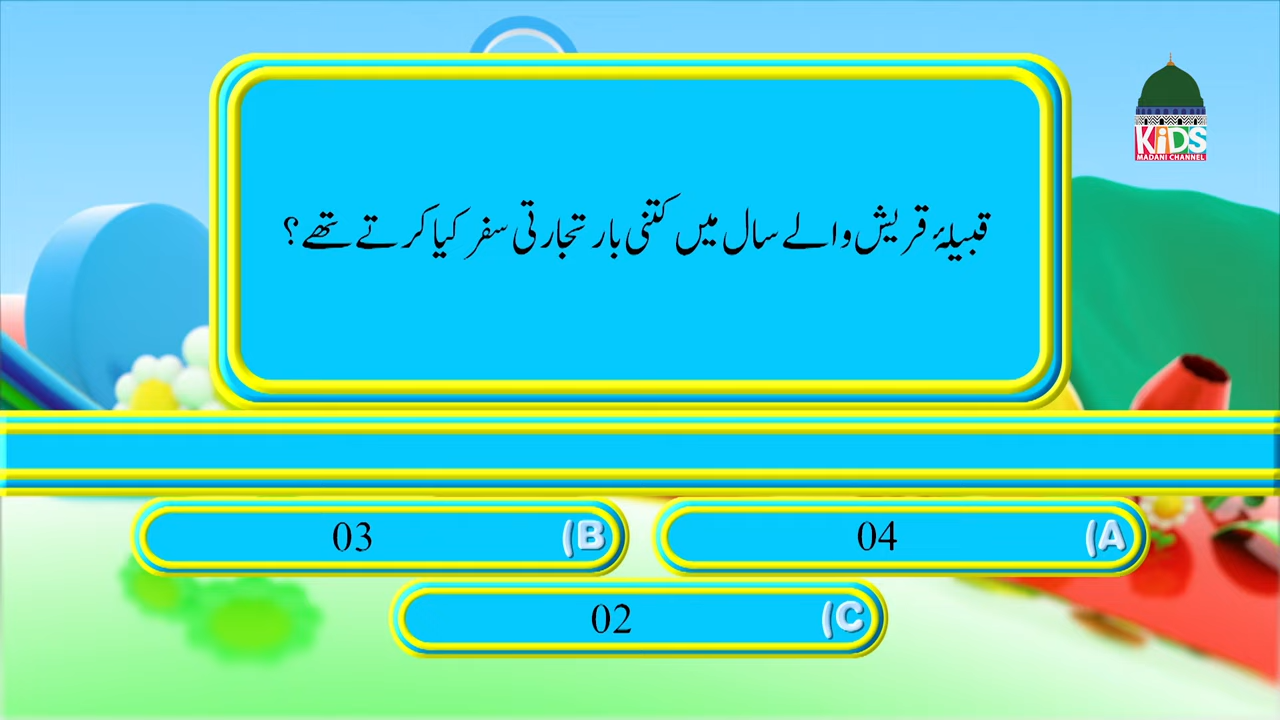 KiDS
MADANI CHANNEL
قبیلۂ قریش والے سال میں کتنی بار تجارتی سفر کیا کرتے تھے؟
(A 04
(B 03
(C 02